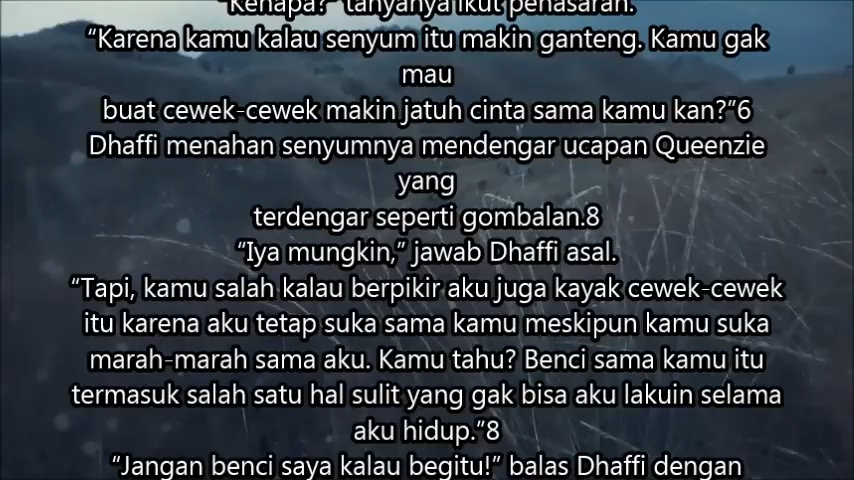 "Kenapa?" tanyanya ikut penasaran.
"Karena kamu kalau senyum itu makin ganteng. Kamu gak
mau
buat cewek-cewek makin jatuh cinta sama kamu kan?"6
Dhaffi menahan senyumnya mendengar ucapan Queenzie
yang
terdengar seperti gombalan.8
"Iya mungkin," jawab Dhaffi asal.
"Tapi, kamu salah kalau berpikir aku juga kayak cewek-cewek
itu karena aku tetap suka sama kamu meskipun kamu suka
marah-marah sama aku. Kamu tahu? Benci sama kamu itu
termasuk salah satu hal sulit yang gak bisa aku lakuin selama
aku hidup."8
"Jangan benci saya kalau begitu!" balas Dhaffi dengan